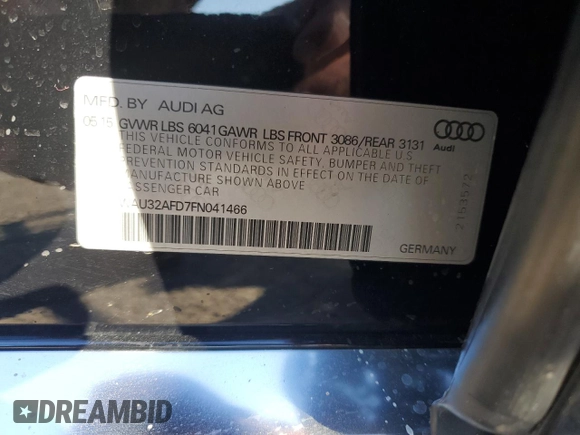 MFD. BY AUDI AG
05 15 GVWR LBS 6041 GAWR LBS FRONT 3086/REAR 3131
THIS VEHICLE CONFORMS TO ALL APPLICABLE U.S
FEDERAL MOTOR VEHICLE SAFETY, BUMPER AND THEFT
PREVENTION STANDARDS IN EFFECT ON THE DATE OF
MANUFACTURE SHOWN ABOVE
PASSENGER CAR
AU32AFD7FN041466
GERMANY
Audi
2153572
DREAMBID